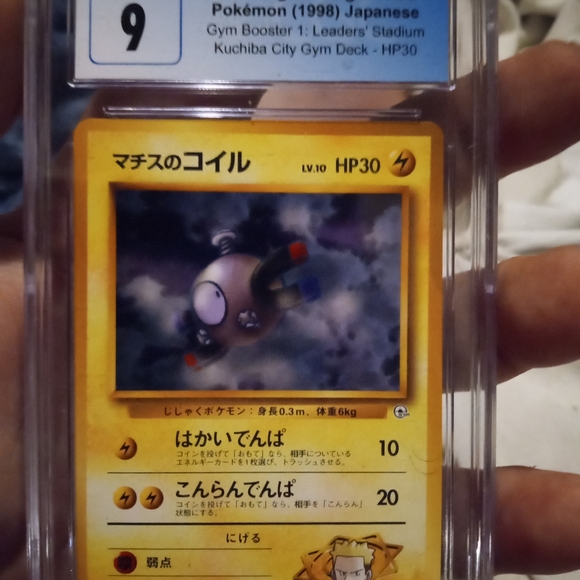 9
Pokémon (1998) Japanese
Gym Booster 1: Leaders' Stadium
Kuchiba City Gym Deck - HP30
マチスのコイル LV.10 HP30
じしゃくポケモン：身長0.3m、体重6kg
はかいでんぱ 10
コインを投げて「おもて」なら、相手についている
エネルギーカードを1枚選び、トラッシュさせる。
こんらんでんぱ 20
コインを投げて「おもて」なら、相手を「こんらん」
状態にする。
にげる
弱点